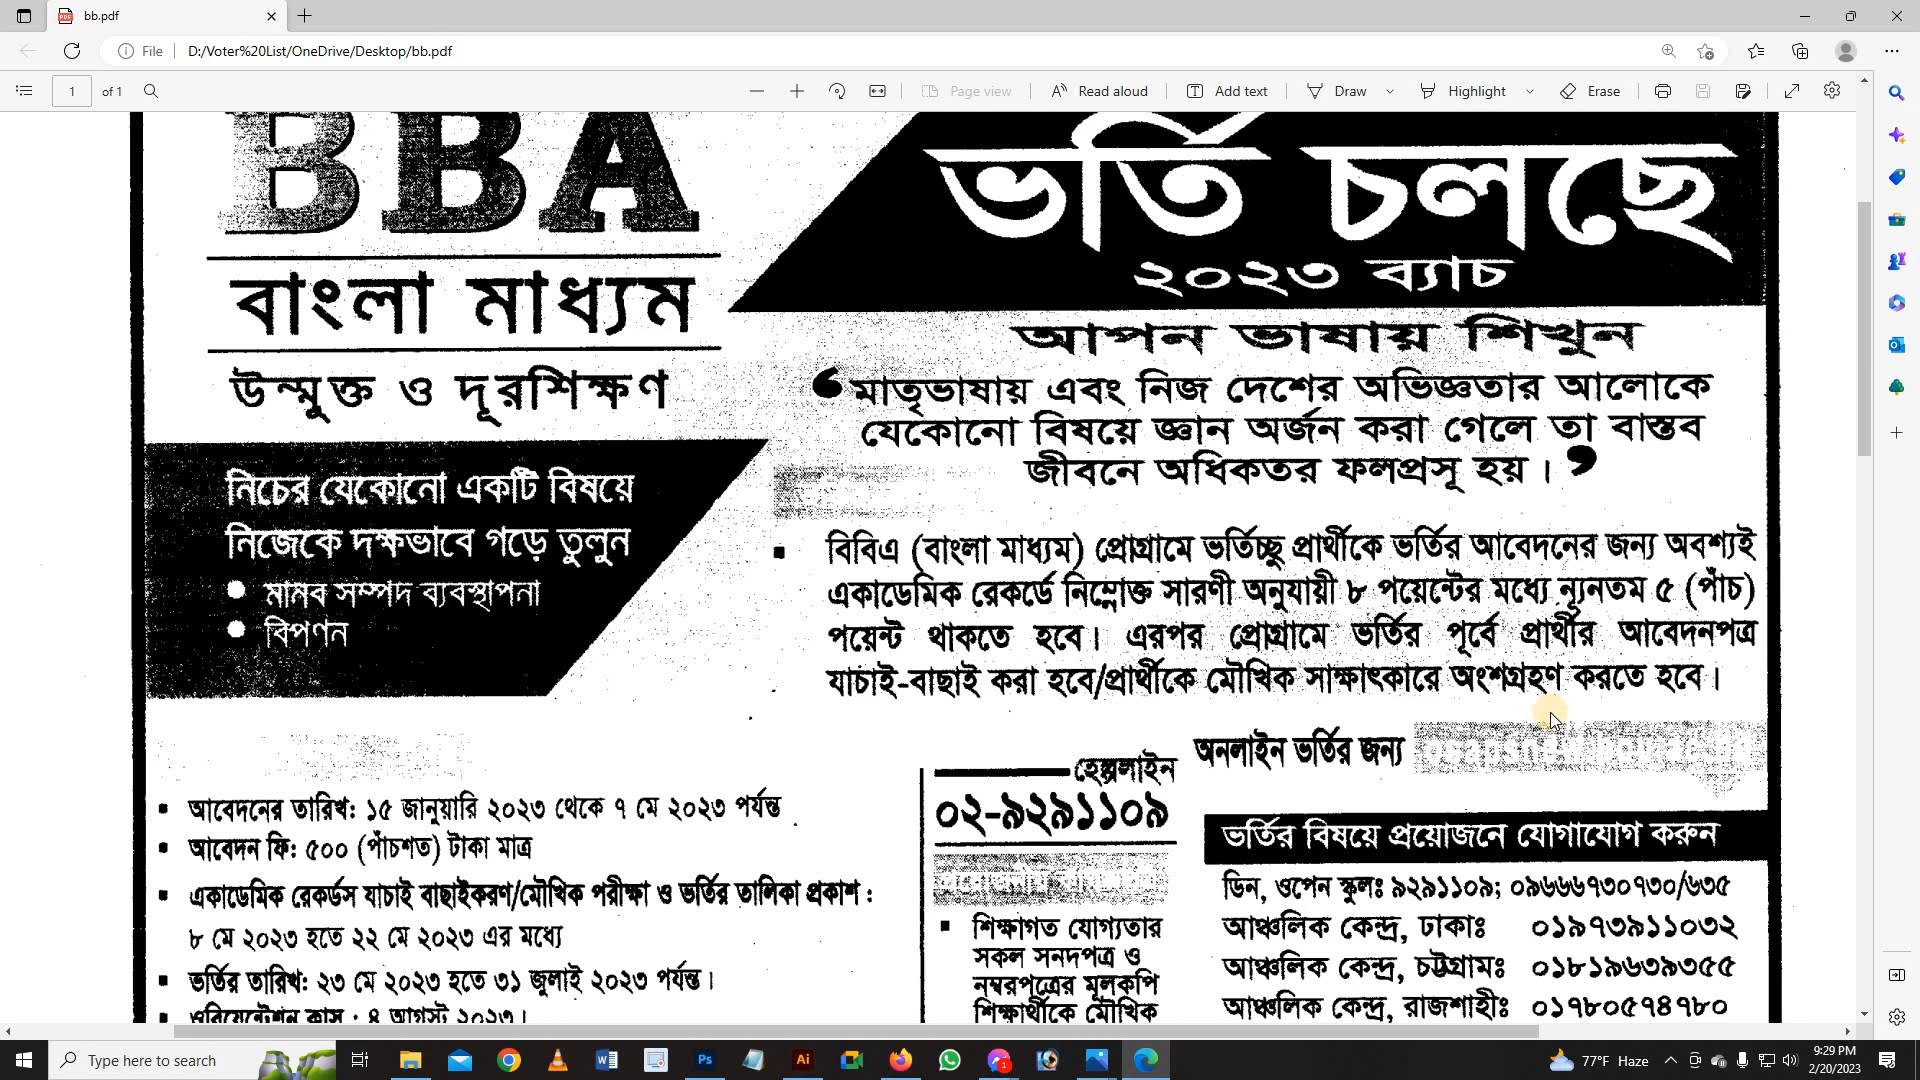 bb.pdf
File
D:/Voter%20List/OneDrive/Desktop/bb.pdf
1 of 1
Page view
Read aloud
Add text
Draw
Highlight
Erase
BBA
বাংলা মাধ্যম
উন্মুক্ত ও দূরশিক্ষণ
নিচের যেকোনো একটি বিষয়ে
নিজেকে দক্ষভাবে গড়ে তুলুন
● মানব সম্পদ ব্যবস্থাপনা
● বিপণন
ভর্তি চলছে
২০২৩ ব্যাচ
আপন ভাষায় শিখুন
‘মাতৃভাষায় এবং নিজ দেশের অভিজ্ঞতার আলোকে
যেকোনো বিষয়ে জ্ঞান অর্জন করা গেলে তা বাস্তব
জীবনে অধিকতর ফলপ্রসূ হয়। ’
▪ বিবিএ (বাংলা মাধ্যম) প্রোগ্রামে ভর্তিচ্ছু প্রার্থীকে ভর্তির আবেদনের জন্য অবশ্যই
একাডেমিক রেকর্ডে নিম্নোক্ত সারণী অনুযায়ী ৮ পয়েন্টের মধ্যে ন্যূনতম ৫ (পাঁচ)
পয়েন্ট থাকতে হবে। এরপর প্রোগ্রামে ভর্তির পূর্বে প্রার্থীর আবেদনপত্র
যাচাই-বাছাই করা হবে/প্রার্থীকে মৌখিক সাক্ষাৎকারে অংশগ্রহণ করতে হবে।
▪ আবেদনের তারিখ: ১৫ জানুয়ারি ২০২৩ থেকে ৭ মে ২০২৩ পর্যন্ত
▪ আবেদন ফি: ৫০০ (পাঁচশত) টাকা মাত্র
▪ একাডেমিক রেকর্ডস যাচাই বাছাইকরণ/মৌখিক পরীক্ষা ও ভর্তির তালিকা প্রকাশ :
৮ মে ২০২৩ হতে ২২ মে ২০২৩ এর মধ্যে
▪ ভর্তির তারিখ: ২৩ মে ২০২৩ হতে ৩১ জুলাই ২০২৩ পর্যন্ত।
▪ ওরিয়েন্টেশন ক্লাস : ৪ আগস্ট ২০২৩।
হেল্পলাইন
০২-৯২৯১১০৯
▪ শিক্ষাগত যোগ্যতার
সকল সনদপত্র ও
নম্বরপত্রের মূলকপি
শিক্ষার্থীকে মৌখিক
অনলাইন ভর্তির জন্য
ভর্তির বিষয়ে প্রয়োজনে যোগাযোগ করুন
ডিন, ওপেন স্কুলঃ ৯২৯১১০৯; ০৯৬৬৬৭৩০৭৩০/৬৩৫
আঞ্চলিক কেন্দ্র, ঢাকাঃ ০১৯৭৩৯১১০৩২
আঞ্চলিক কেন্দ্র, চট্টগ্রামঃ ০১৮১৯৬৩৯৩৫৫
আঞ্চলিক কেন্দ্র, রাজশাহীঃ ০১৭৮০৫৭৪৭৮০
Type here to search
77°F Haze
9:29 PM
2/20/2023